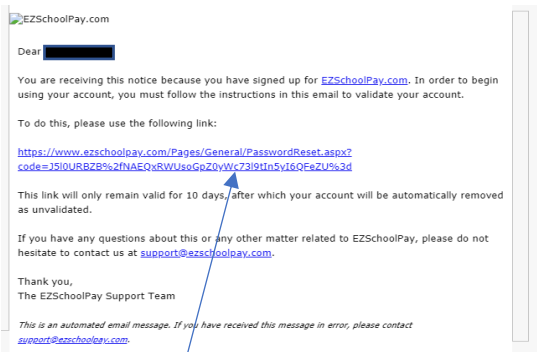 EZSchoolPay.com
Dear
You are receiving this notice because you have signed up for EZSchoolPay.com. In order to begin
using your account, you must follow the instructions in this email to validate your account.
To do this, please use the following link:
https://www.ezschoolpay.com/Pages/General/PasswordReset.aspx?
code=J5l0URBZB%2fNAEQxRWUsoGpZ0yWc73l9tIn5yI6QFeZU%3d
This link will only remain valid for 10 days, after which your account will be automatically removed
as unvalidated.
If you have any questions about this or any other matter related to EZSchoolPay, please do not
hesitate to contact us at support@ezschoolpay.com.
Thank you,
The EZSchoolPay Support Team
This is an automated email message. If you have received this message in error, please contact
support@ezschoolpay.com.